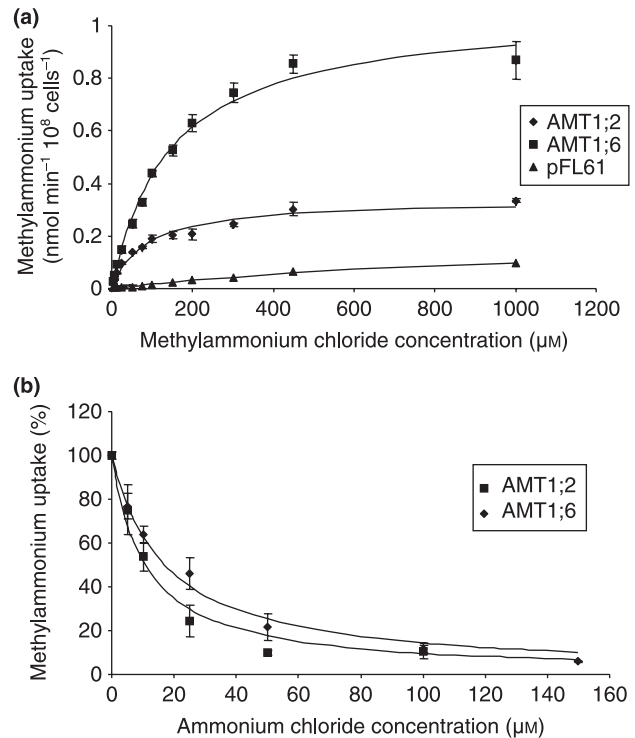 (a)
1
0.8
0.6
0.4
0.2
0
Methylammonium uptake
(nmol min⁻¹ 10⁸ cells⁻¹)
AMT1;2
AMT1;6
pFL61
0 200 400 600 800 1000 1200
Methylammonium chloride concentration (μM)
(b)
120
100
80
60
40
20
0
Methylammonium uptake (%)
AMT1;2
AMT1;6
0 20 40 60 80 100 120 140 160
Ammonium chloride concentration (μM)